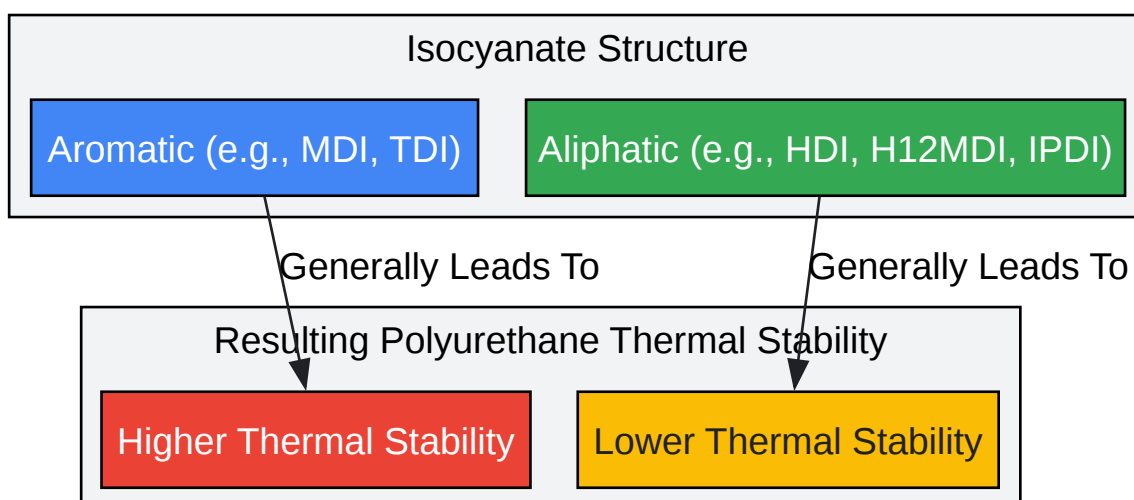 Isocyanate Structure
Aromatic (e.g., MDI, TDI)
Aliphatic (e.g., HDI, H12MDI, IPDI)
Generally Leads To
Generally Leads To
Resulting Polyurethane Thermal Stability
Higher Thermal Stability
Lower Thermal Stability